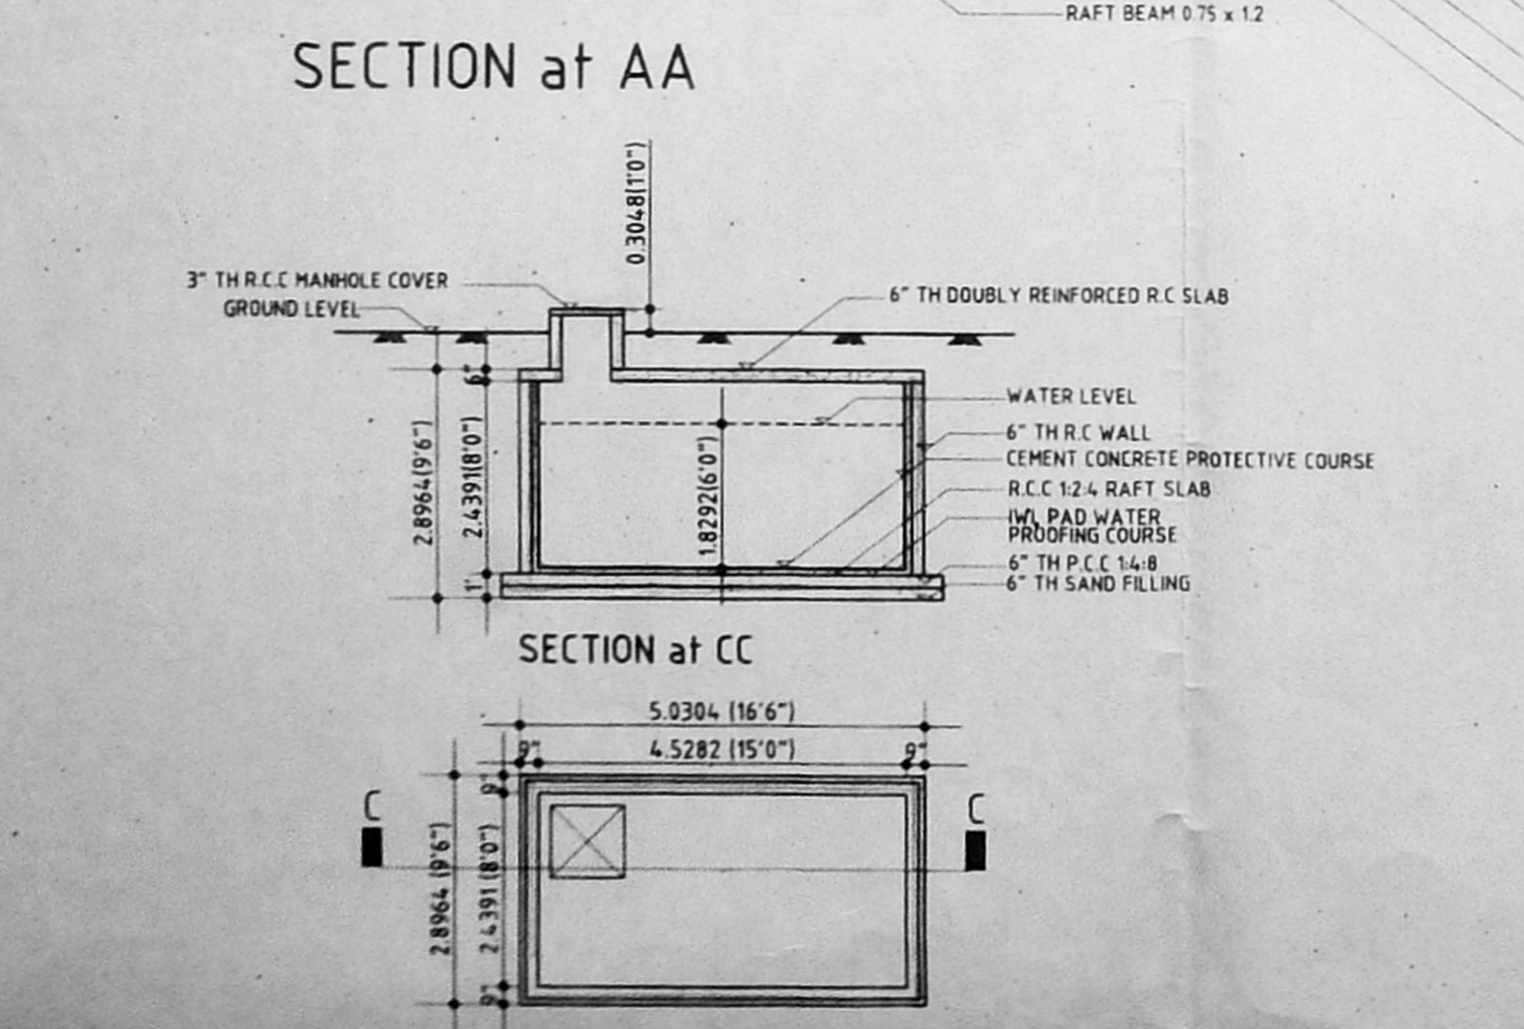 RAFT BEAM 0.75 x 1.2
SECTION at AA
0.3048(1'0")
3" TH R.C.C MANHOLE COVER
GROUND LEVEL
6" TH DOUBLY REINFORCED R.C SLAB
6"
WATER LEVEL
6" TH R.C WALL
CEMENT CONCRETE PROTECTIVE COURSE
R.C.C 1:2:4 RAFT SLAB
PAD WATER
PROOFING COURSE
6" TH P.C.C 1:4:8
6" TH SAND FILLING
2.8964(9'6")
2.4391(8'0")
1.8292(6'0")
1'
SECTION at CC
5.0304 (16'6")
9"
4.5282 (15'0")
9"
9"
C
C
2.8964 (9'6")
2.4391 (8'0")
9"